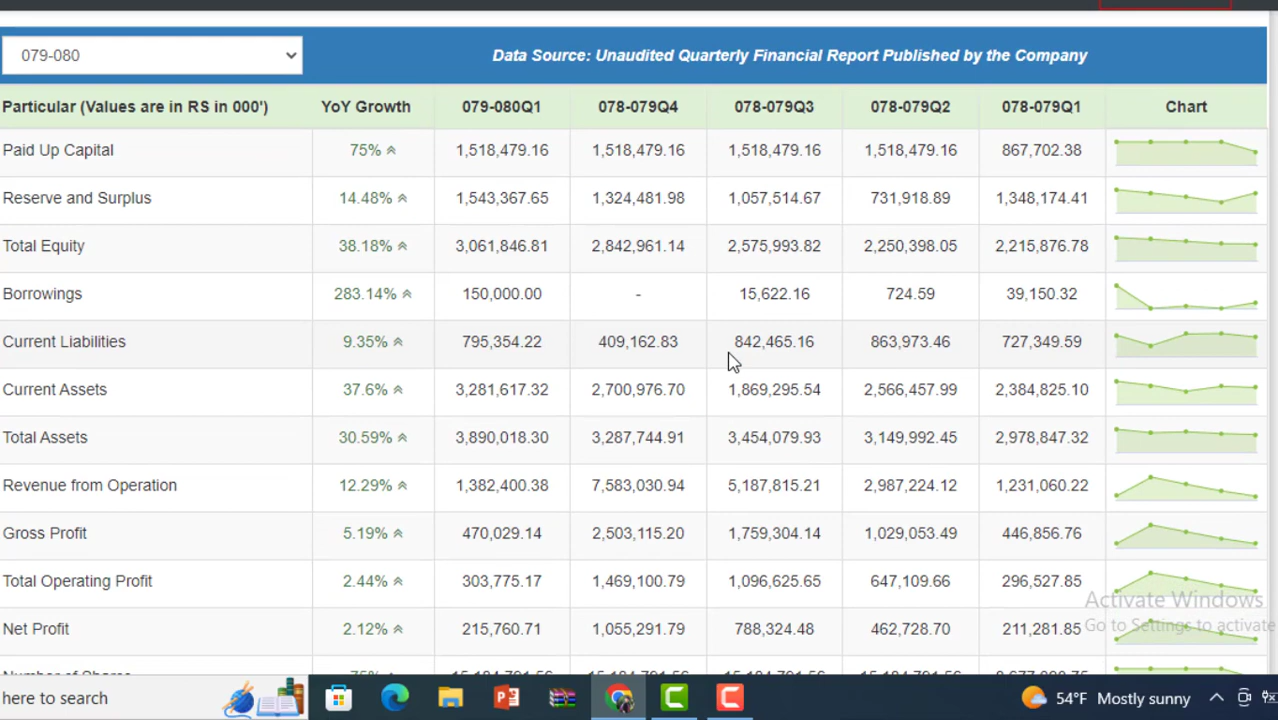 079-080 Data Source: Unaudited Quarterly Financial Report Published by the Company
Particular (Values are in RS in 000') YoY Growth 079-080Q1 078-079Q4 078-079Q3 078-079Q2 078-079Q1 Chart
Paid Up Capital 75% 1,518,479.16 1,518,479.16 1,518,479.16 1,518,479.16 867,702.38
Reserve and Surplus 14.48% 1,543,367.65 1,324,481.98 1,057,514.67 731,918.89 1,348,174.41
Total Equity 38.18% 3,061,846.81 2,842,961.14 2,575,993.82 2,250,398.05 2,215,876.78
Borrowings 283.14% 150,000.00 - 15,622.16 724.59 39,150.32
Current Liabilities 9.35% 795,354.22 409,162.83 842,465.16 863,973.46 727,349.59
Current Assets 37.6% 3,281,617.32 2,700,976.70 1,869,295.54 2,566,457.99 2,384,825.10
Total Assets 30.59% 3,890,018.30 3,287,744.91 3,454,079.93 3,149,992.45 2,978,847.32
Revenue from Operation 12.29% 1,382,400.38 7,583,030.94 5,187,815.21 2,987,224.12 1,231,060.22
Gross Profit 5.19% 470,029.14 2,503,115.20 1,759,304.14 1,029,053.49 446,856.76
Total Operating Profit 2.44% 303,775.17 1,469,100.79 1,096,625.65 647,109.66 296,527.85
Activate Windows
Net Profit 2.12% 215,760.71 1,055,291.79 788,324.48 462,728.70 211,281.85
Go to Settings to activate
here to search 54°F Mostly sunny